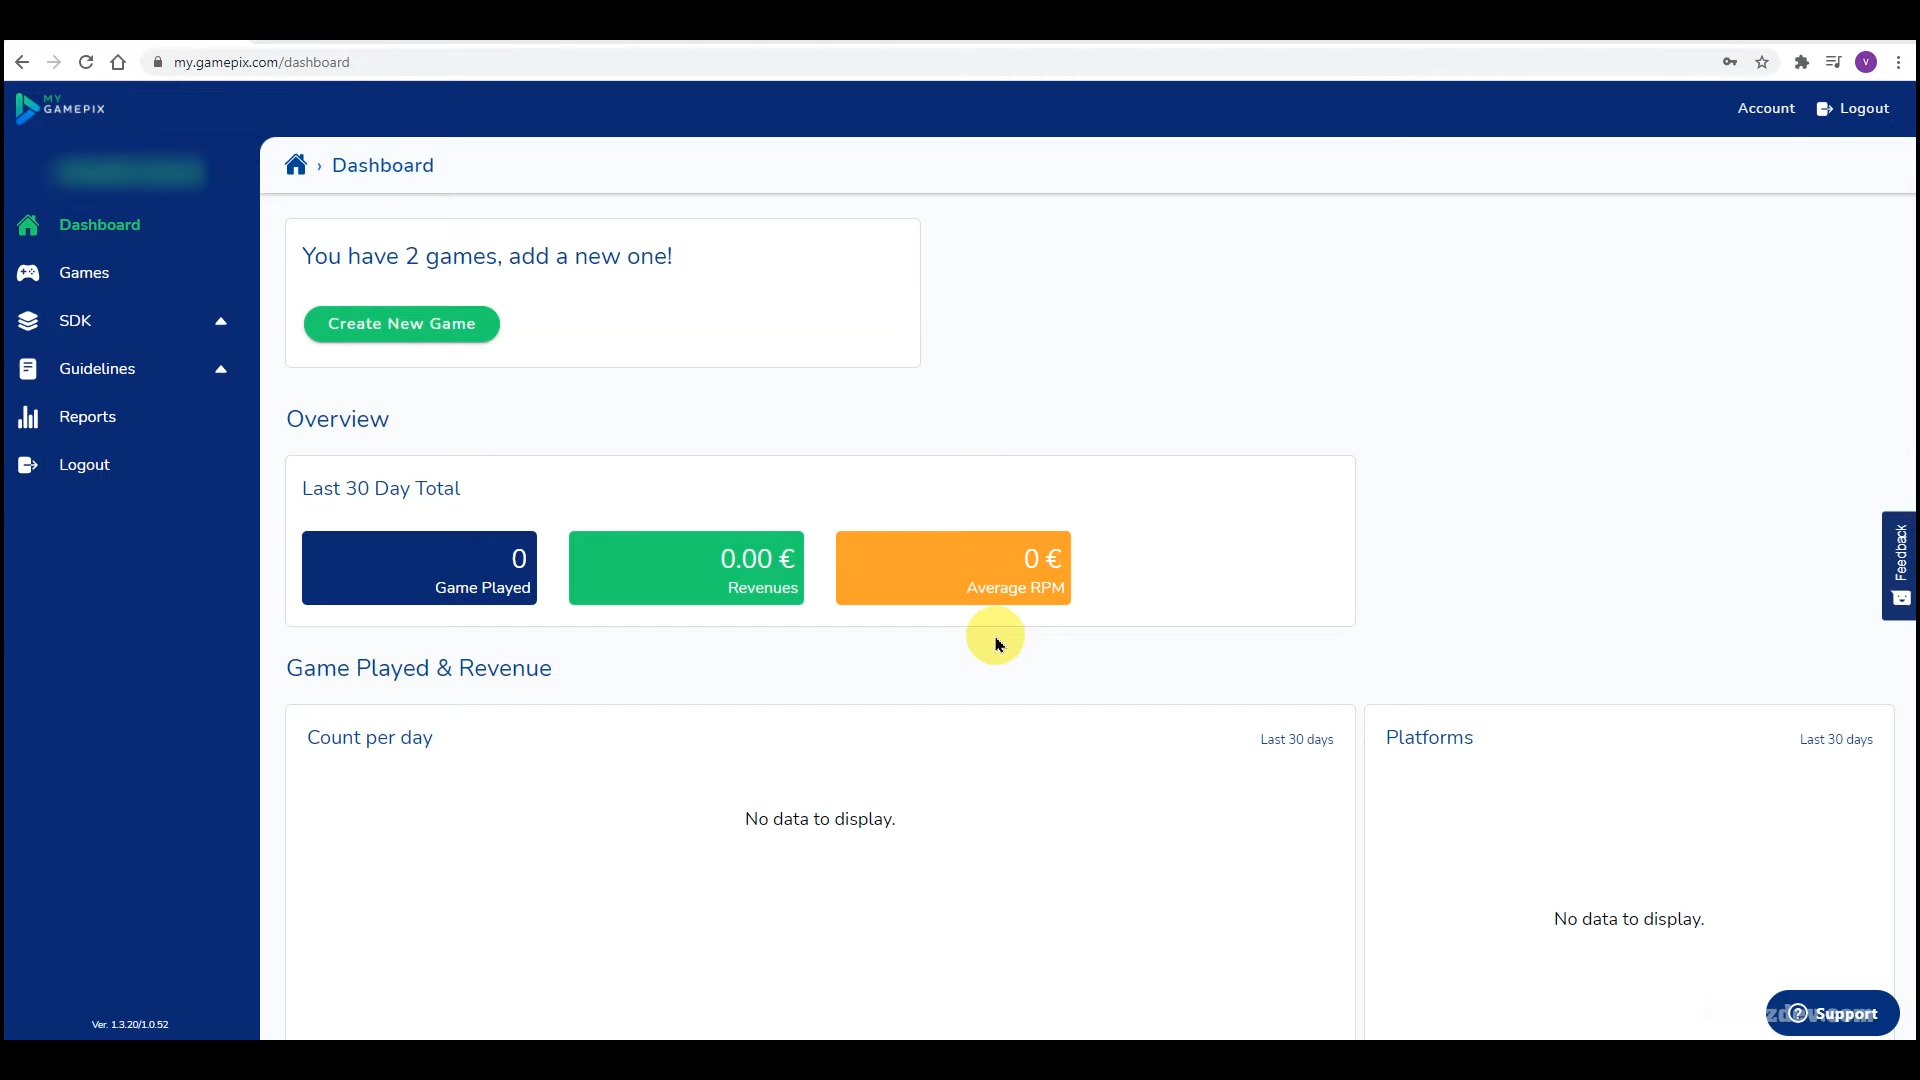 my.gamepix.com/dashboard
V
MY
GAMEPIX
Account
Logout
Dashboard
Dashboard
Games
SDK
Guidelines
Reports
Logout
You have 2 games, add a new one!
Create New Game
Overview
Last 30 Day Total
0
Game Played
0.00 €
Revenues
0 €
Average RPM
Feedback
Game Played & Revenue
Count per day
Last 30 days
No data to display.
Platforms
Last 30 days
No data to display.
Ver. 1.3.20/1.0.52
Support